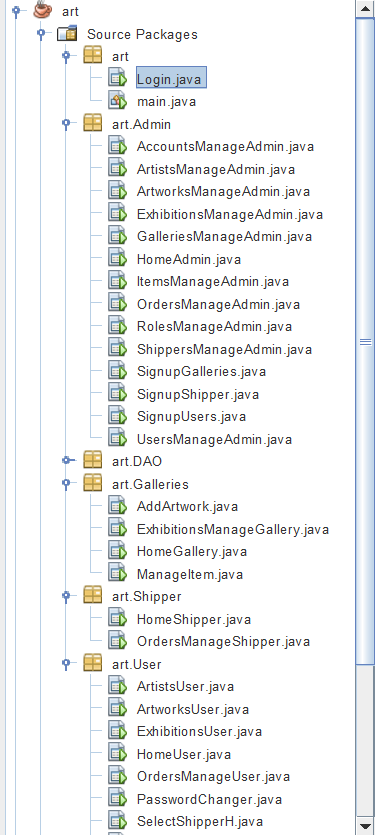 art
Source Packages
art
Login.java
main.java
art.Admin
AccountsManageAdmin.java
ArtistsManageAdmin.java
ArtworksManageAdmin.java
ExhibitionsManageAdmin.java
GalleriesManageAdmin.java
HomeAdmin.java
ItemsManageAdmin.java
OrdersManageAdmin.java
RolesManageAdmin.java
ShippersManageAdmin.java
SignupGalleries.java
SignupShipper.java
SignupUsers.java
UsersManageAdmin.java
art.DAO
art.Galleries
AddArtwork.java
ExhibitionsManageGallery.java
HomeGallery.java
ManageItem.java
art.Shipper
HomeShipper.java
OrdersManageShipper.java
art.User
ArtistsUser.java
ArtworksUser.java
ExhibitionsUser.java
HomeUser.java
OrdersManageUser.java
PasswordChanger.java
SelectShipperH.java